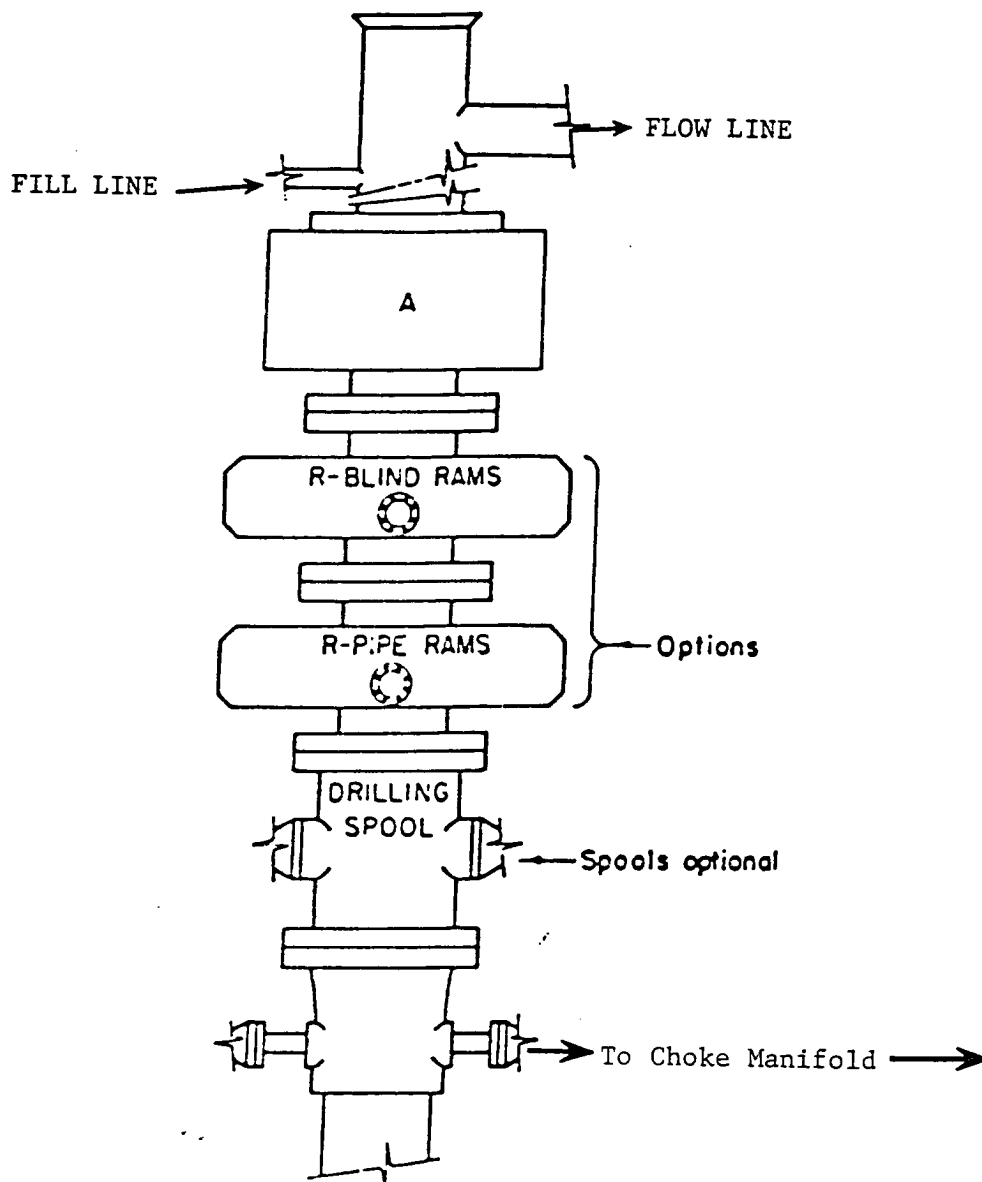 FLOW LINE
FILL LINE
A
R-BLIND RAMS
R-PIPE RAMS
Options
DRILLING
SPOOL
Spools optional
To Choke Manifold